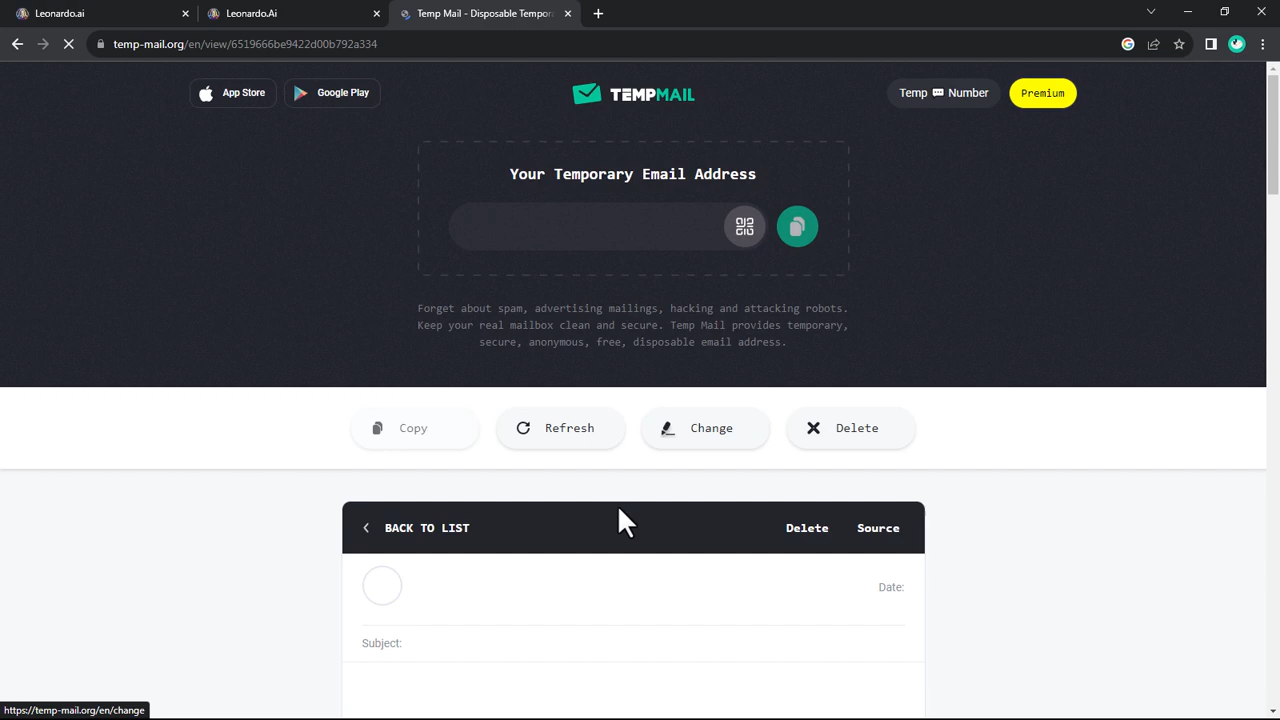 Leonardo.ai
Leonardo.Ai
Temp Mail - Disposable Tempora
temp-mail.org/en/view/6519666be9422d00b792a334
App Store
Google Play
TEMPMAIL
Temp Number
Premium
Your Temporary Email Address
Forget about spam, advertising mailings, hacking and attacking robots.
Keep your real mailbox clean and secure. Temp Mail provides temporary,
secure, anonymous, free, disposable email address.
Copy
Refresh
Change
Delete
BACK TO LIST
Delete
Source
Date:
Subject:
https://temp-mail.org/en/change